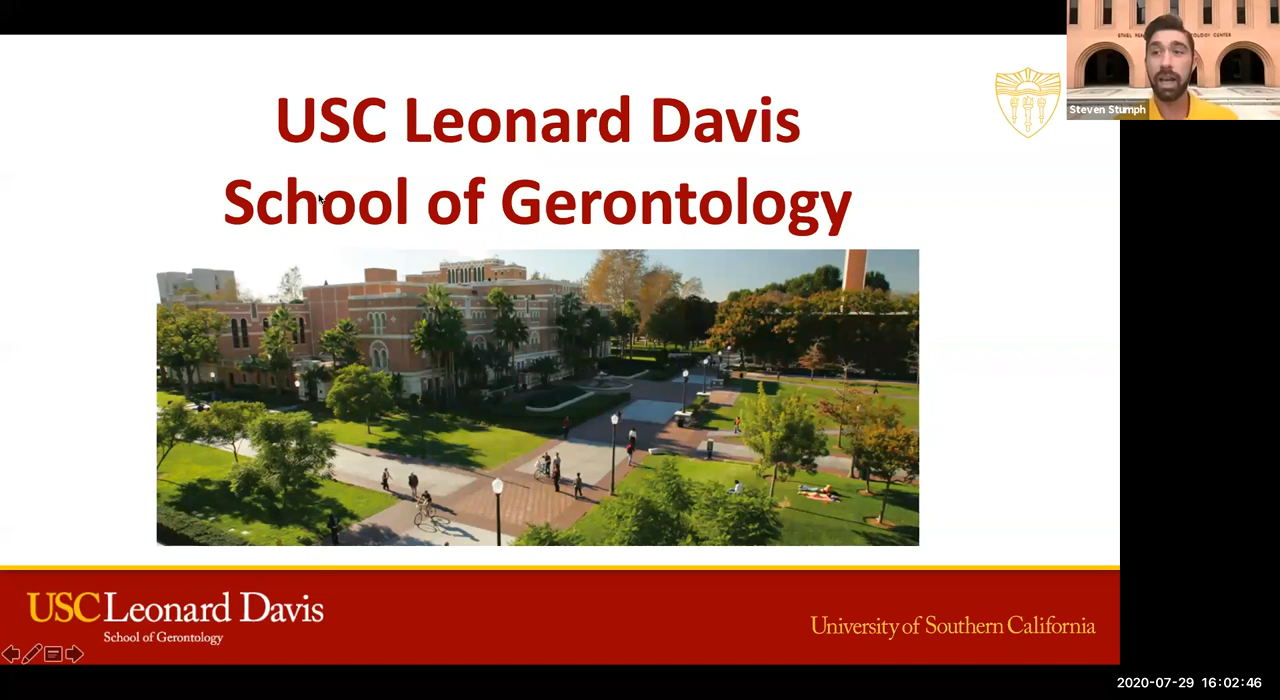 USC Leonard Davis
School of Gerontology
Steven Stumph
USC Leonard Davis
School of Gerontology
University of Southern California
2020-07-29 16:02:46